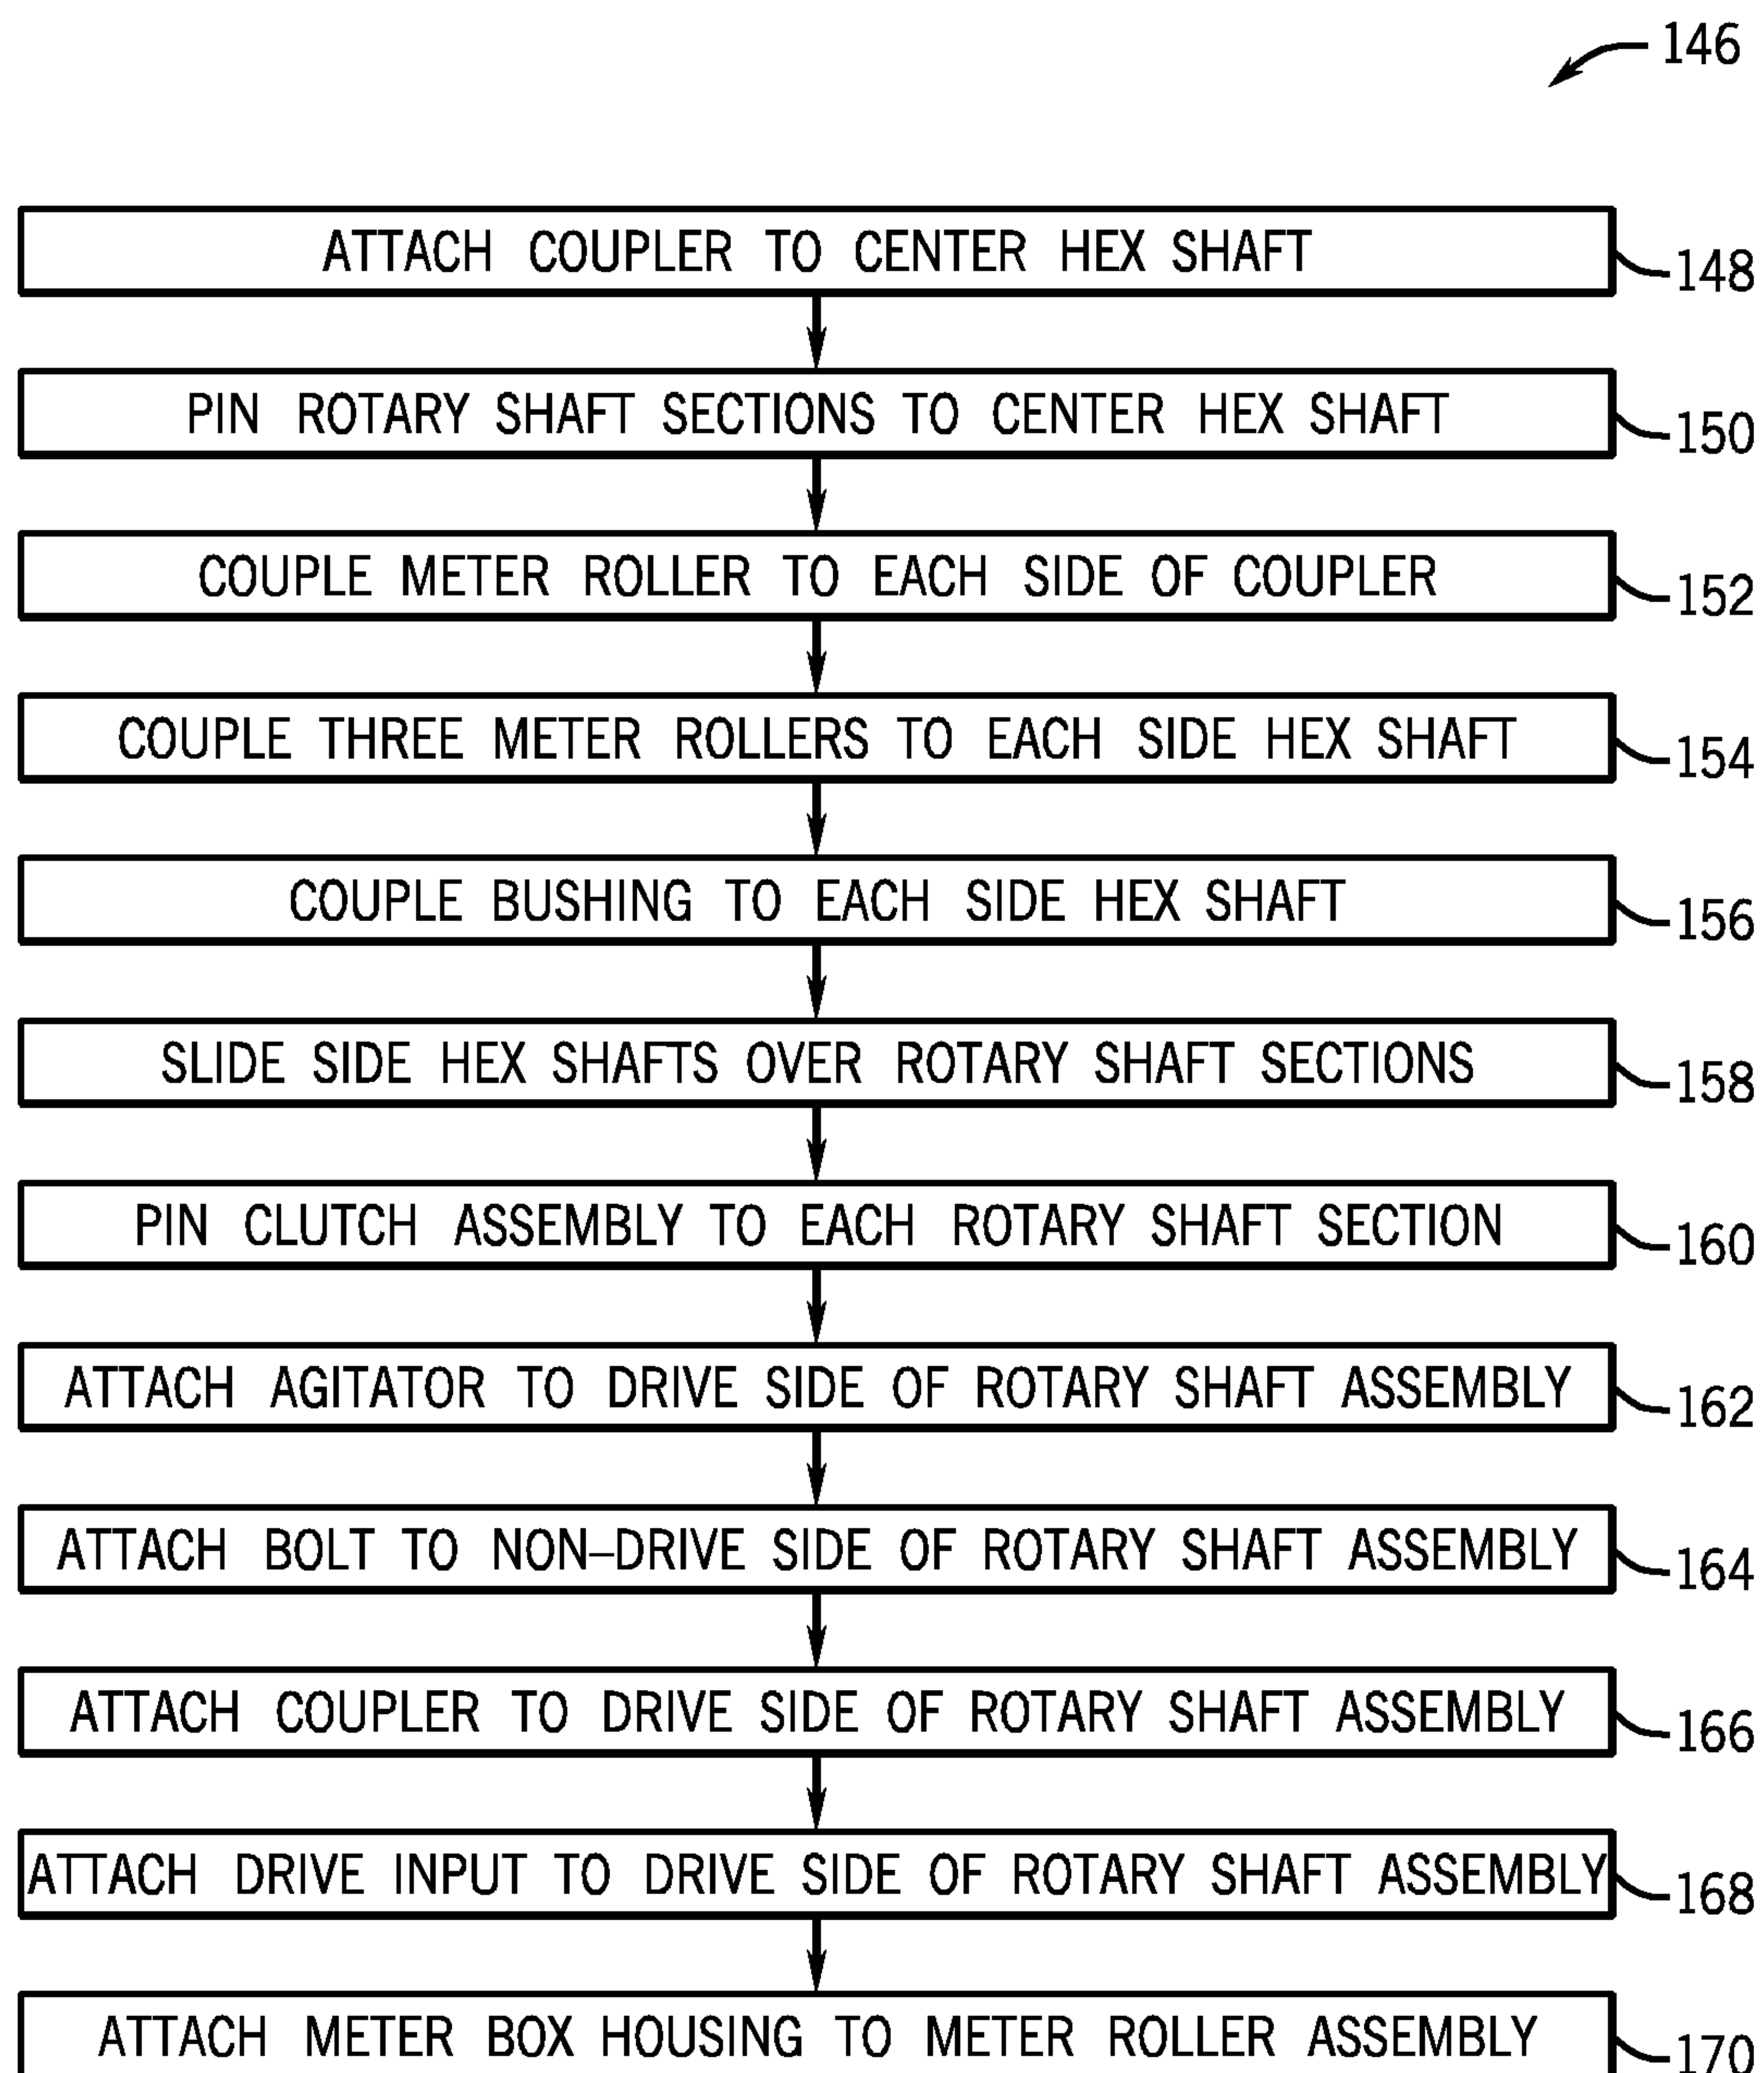 146
ATTACH COUPLER TO CENTER HEX SHAFT
148
PIN ROTARY SHAFT SECTIONS TO CENTER HEX SHAFT
150
COUPLE METER ROLLER TO EACH SIDE OF COUPLER
152
COUPLE THREE METER ROLLERS TO EACH SIDE HEX SHAFT
154
COUPLE BUSHING TO EACH SIDE HEX SHAFT
156
SLIDE SIDE HEX SHAFTS OVER ROTARY SHAFT SECTIONS
158
PIN CLUTCH ASSEMBLY TO EACH ROTARY SHAFT SECTION
160
ATTACH AGITATOR TO DRIVE SIDE OF ROTARY SHAFT ASSEMBLY
162
ATTACH BOLT TO NON–DRIVE SIDE OF ROTARY SHAFT ASSEMBLY
164
ATTACH COUPLER TO DRIVE SIDE OF ROTARY SHAFT ASSEMBLY
166
ATTACH DRIVE INPUT TO DRIVE SIDE OF ROTARY SHAFT ASSEMBLY
168
ATTACH METER BOX HOUSING TO METER ROLLER ASSEMBLY
170